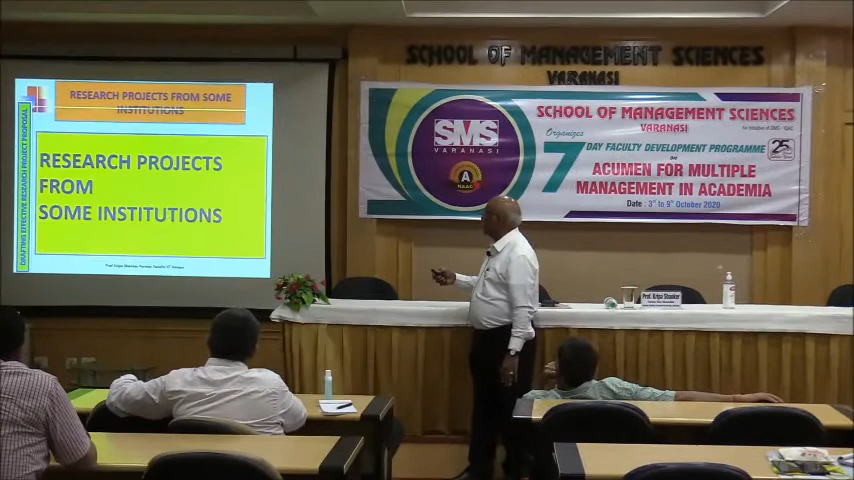 SCHOOL OF MANAGEMENT SCIENCES
VARANASI
RESEARCH PROJECTS FROM SOME
INSTITUTIONS
DRAFTING EFFECTIVE RESEARCH PROJECT PROPOSAL
RESEARCH PROJECTS
FROM
SOME INSTITUTIONS
SMS
VARANASI
A
NAAC
SCHOOL OF MANAGEMENT SCIENCES
VARANASI
Organizes
7 DAY FACULTY DEVELOPMENT PROGRAMME
on
ACUMEN FOR MULTIPLE
MANAGEMENT IN ACADEMIA
Date : 3rd to 9th October 2020
25
Prof. Kripa Shanker